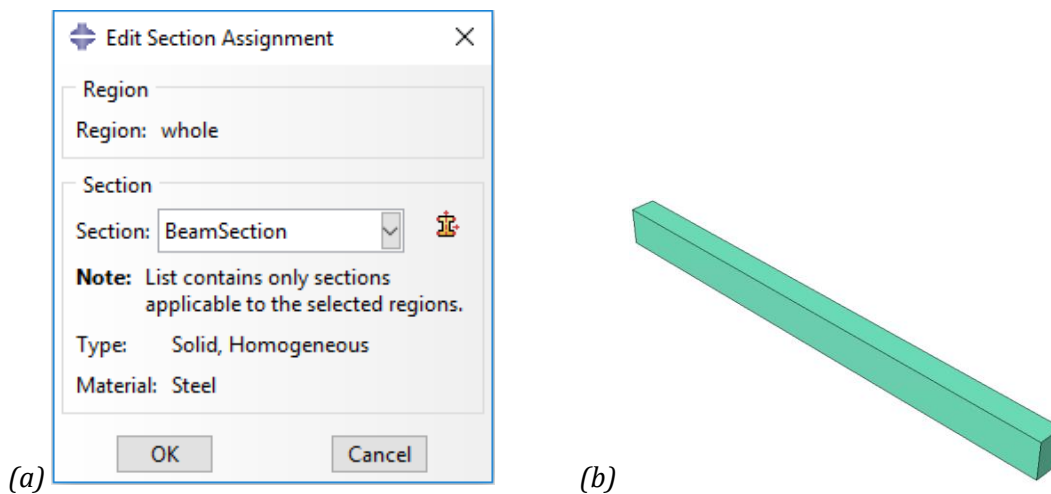 Edit Section Assignment
Region
Region: whole
Section
Section: BeamSection
Note: List contains only sections
applicable to the selected regions.
Type: Solid, Homogeneous
Material: Steel
OK Cancel
(a) (b)